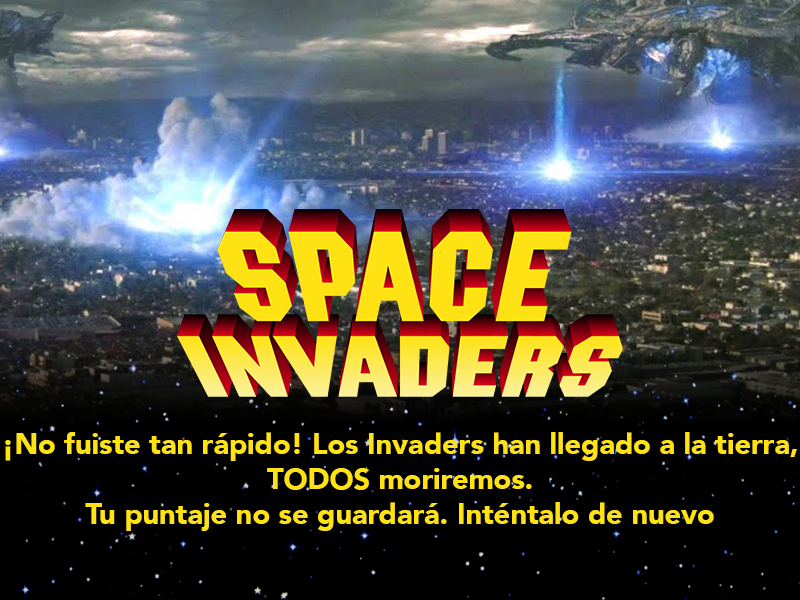 SPACE
INVADERS
¡No fuiste tan rápido! Los Invaders han llegado a la tierra,
TODOS moriremos.
Tu puntaje no se guardará. Inténtalo de nuevo